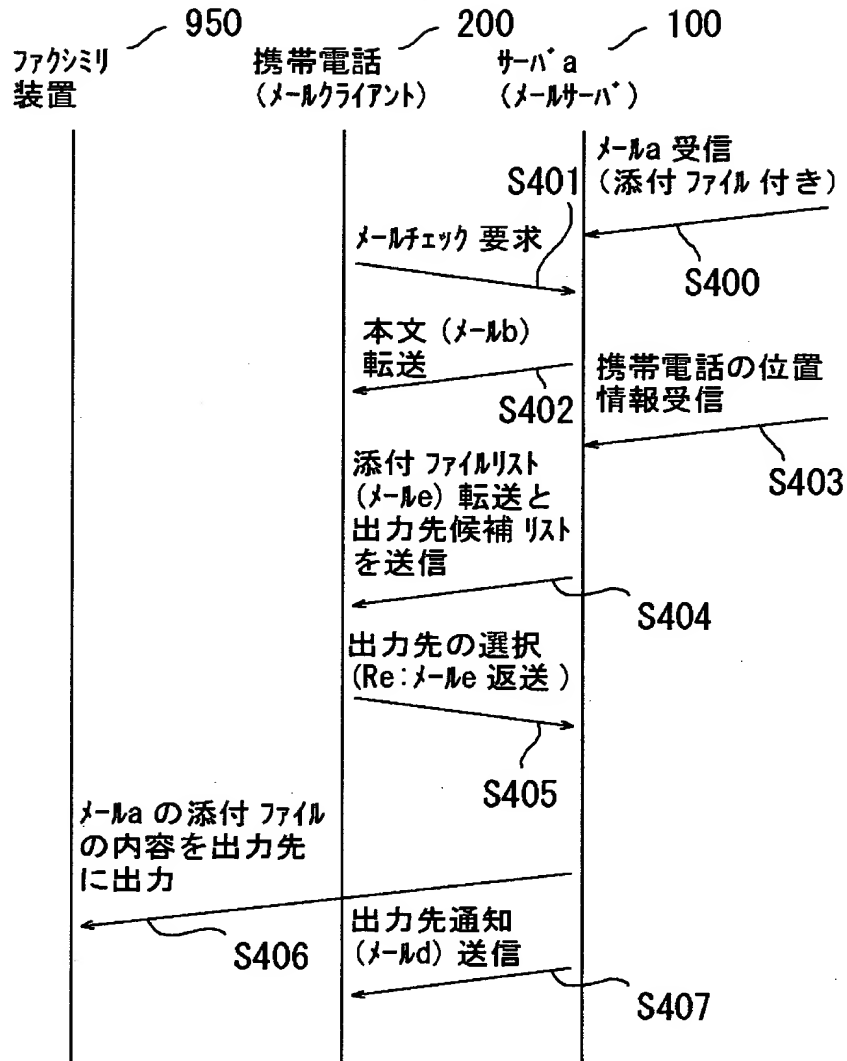 950
ファクシミリ
装置
200
携帯電話
(メールクライアント)
100
サーバa
(メールサーバ)
メールa 受信
(添付ファイル付き)
S400
S401
メールチェック要求
本文 (メールb)
転送
S402
携帯電話の位置
情報受信
S403
添付ファイルリスト
(メールe) 転送と
出力先候補リスト
を送信
S404
出力先の選択
(Re:メールe 返送)
S405
メールa の添付ファイル
の内容を出力先
に出力
S406
出力先通知
(メールd) 送信
S407